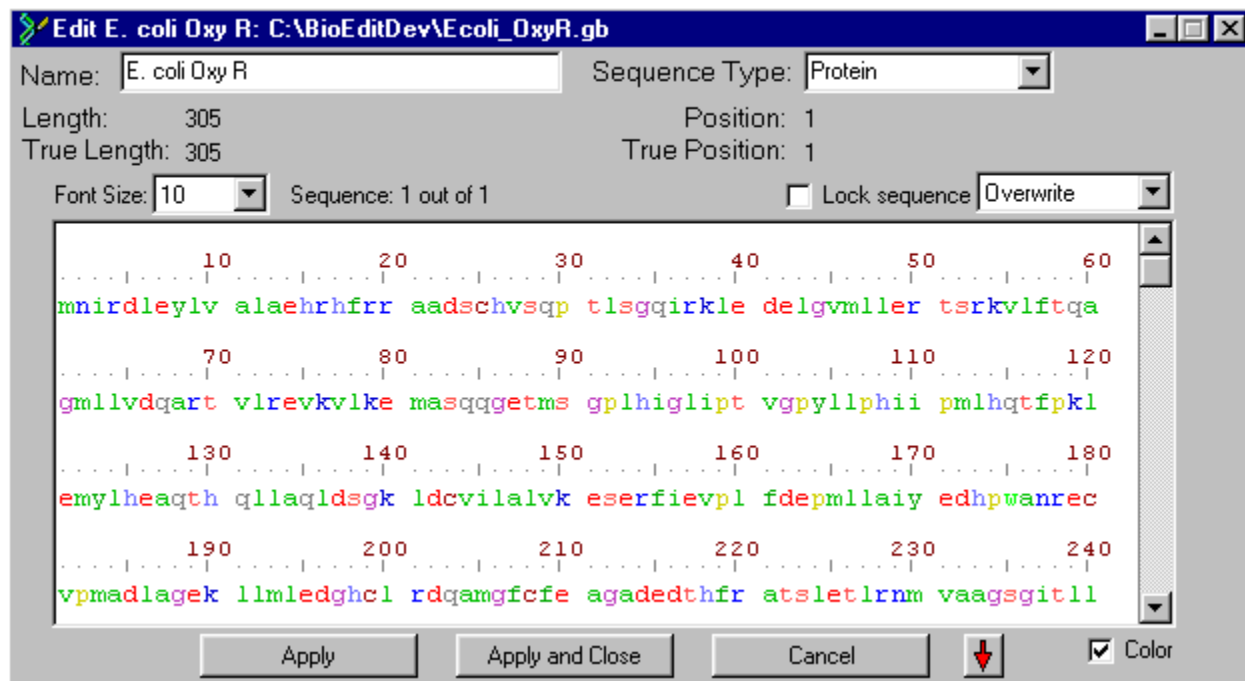 Edit E. coli Oxy R: C:\BioEditDev\Ecoli_OxyR.gb
Name: E. coli Oxy R Sequence Type: Protein
Length: 305 Position: 1
True Length: 305 True Position: 1
Font Size: 10 Sequence: 1 out of 1 Lock sequence Overwrite
10 20 30 40 50 60
mnirdleylv alaehrhfrr aadschvsqp tlsgqirkle delgvmller tsrkvlftqa
70 80 90 100 110 120
gmllvdqart vlrevkvlke masqqgetms gplhiglipt vgpyllphii pmlhqtfpkl
130 140 150 160 170 180
emylheaqth qllaqldsgk ldcvilalvk eserfievpl fdepmllaiy edhpwanrec
190 200 210 220 230 240
vpmadlagek llmledghcl rdqamgfcfe agadedthfr atsletlrnm vaagsgitll
Apply Apply and Close Cancel Color